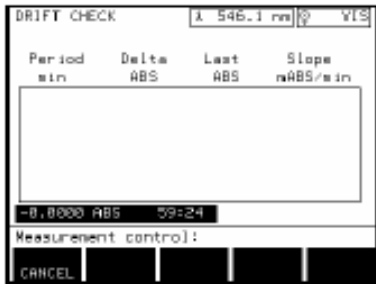 DRIFT CHECK λ 546.1 nm VIS
Period Delta Last Slope
min ABS ABS mABS/min
-0.0000 ABS 59:24
Measurement control:
CANCEL